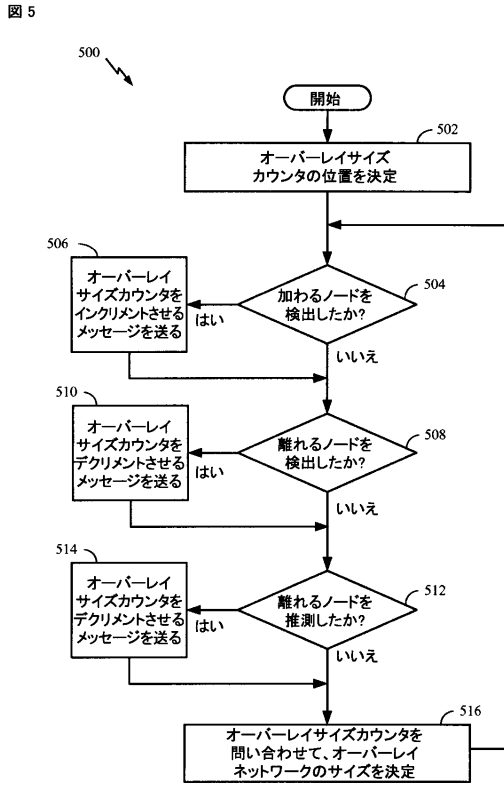 図 5
500
開始
502
オーバーレイサイズ
カウンタの位置を決定
506
オーバーレイ
サイズカウンタを
インクリメントさせる
メッセージを送る
はい
加わるノードを
検出したか?
504
いいえ
510
オーバーレイ
サイズカウンタを
デクリメントさせる
メッセージを送る
はい
離れるノードを
検出したか?
508
いいえ
514
オーバーレイ
サイズカウンタを
デクリメントさせる
メッセージを送る
はい
離れるノードを
推測したか?
512
いいえ
516
オーバーレイサイズカウンタを
問い合わせて、オーバーレイ
ネットワークのサイズを決定